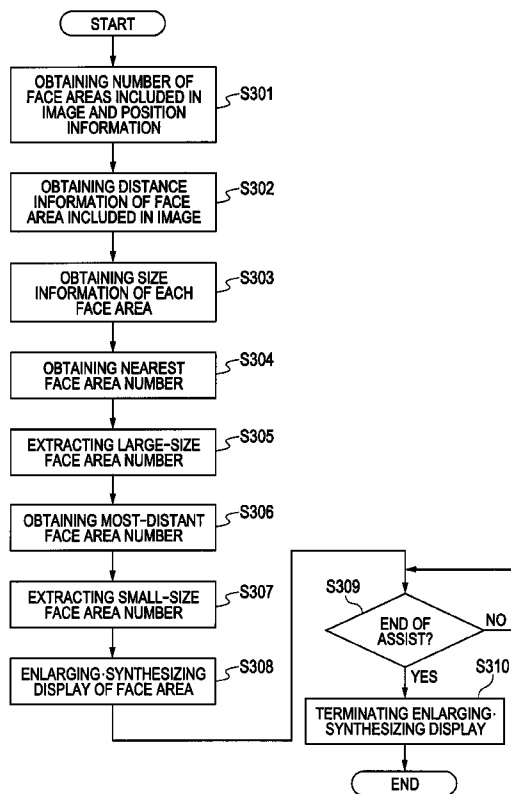 START
OBTAINING NUMBER OF
FACE AREAS INCLUDED IN
IMAGE AND POSITION
INFORMATION
S301
OBTAINING DISTANCE
INFORMATION OF FACE
AREA INCLUDED IN IMAGE
S302
OBTAINING SIZE
INFORMATION OF EACH
FACE AREA
S303
OBTAINING NEAREST
FACE AREA NUMBER
S304
EXTRACTING LARGE-SIZE
FACE AREA NUMBER
S305
OBTAINING MOST-DISTANT
FACE AREA NUMBER
S306
EXTRACTING SMALL-SIZE
FACE AREA NUMBER
S307
ENLARGING·SYNTHESIZING
DISPLAY OF FACE AREA
S308
S309
END OF
ASSIST?
NO
YES
S310
TERMINATING ENLARGING·
SYNTHESIZING DISPLAY
END